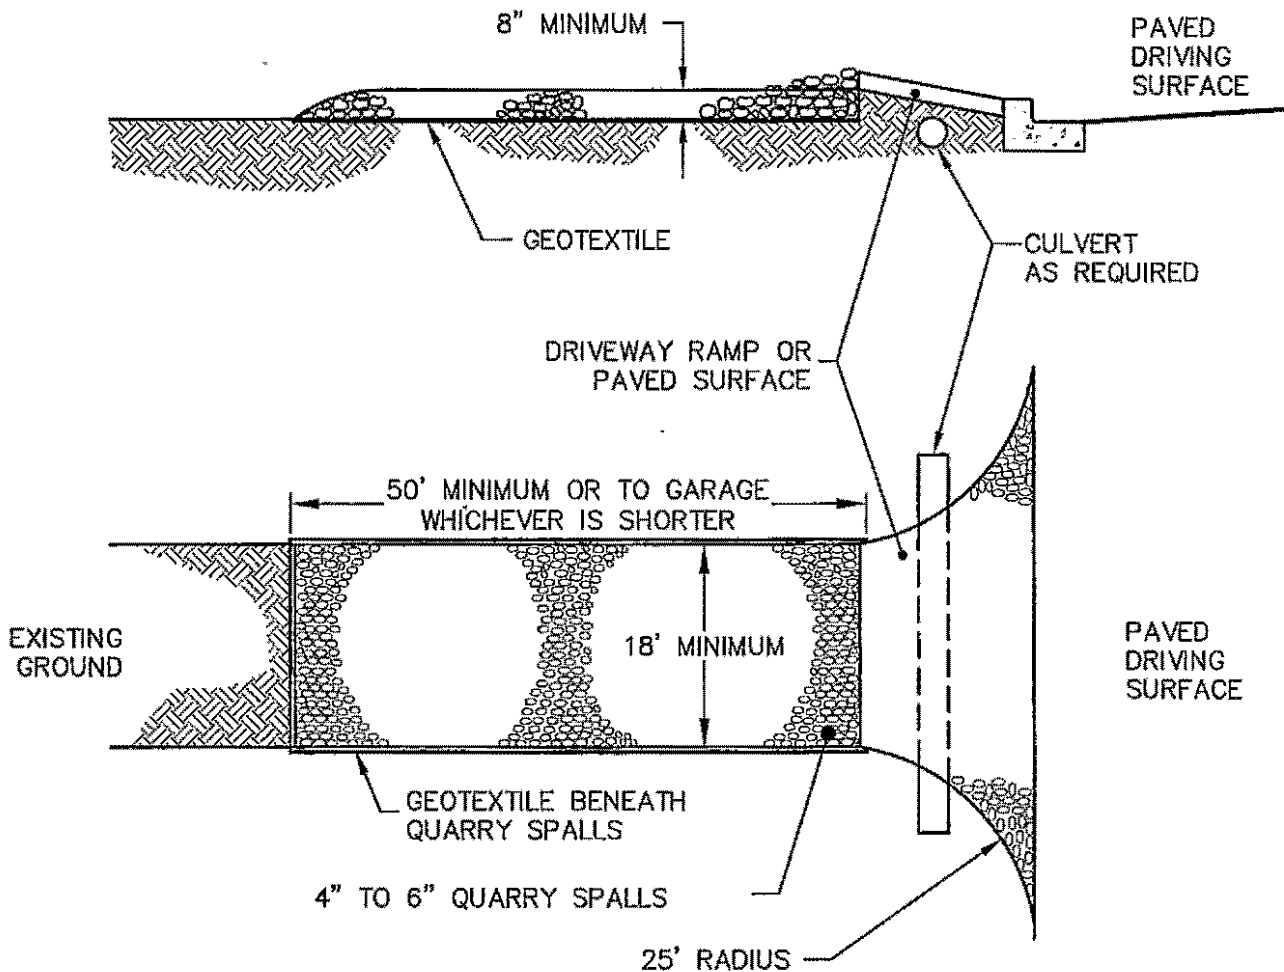 8" MINIMUM
PAVED
DRIVING
SURFACE
GEOTEXTILE
CULVERT
AS REQUIRED
DRIVEWAY RAMP OR
PAVED SURFACE
50' MINIMUM OR TO GARAGE
WHICHEVER IS SHORTER
EXISTING
GROUND
18' MINIMUM
PAVED
DRIVING
SURFACE
GEOTEXTILE BENEATH
QUARRY SPALLS
4" TO 6" QUARRY SPALLS
25' RADIUS